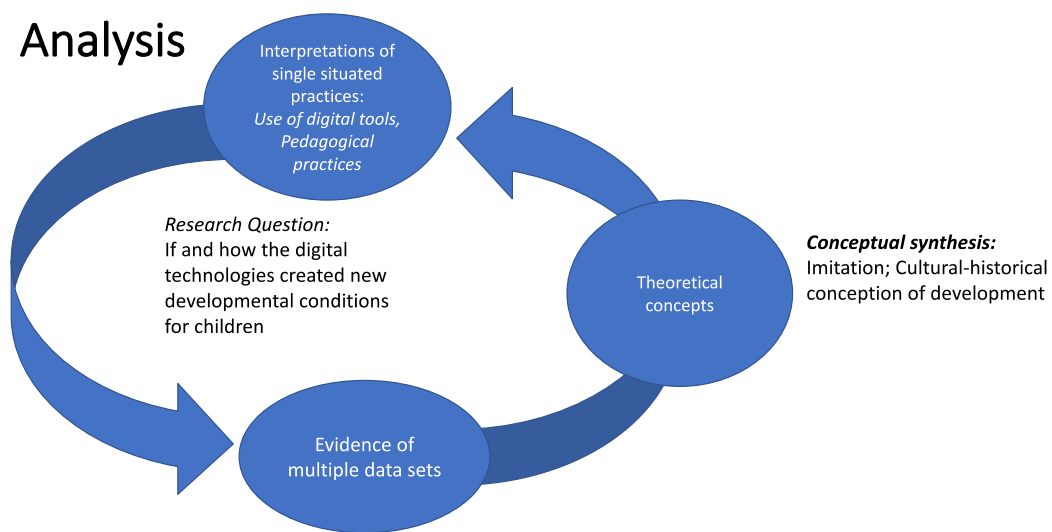 Analysis
Interpretations of
single situated
practices:
Use of digital tools,
Pedagogical
practices
Research Question:
If and how the digital
technologies created new
developmental conditions
for children
Theoretical
concepts
Conceptual synthesis:
Imitation; Cultural-historical
conception of development
Evidence of
multiple data sets